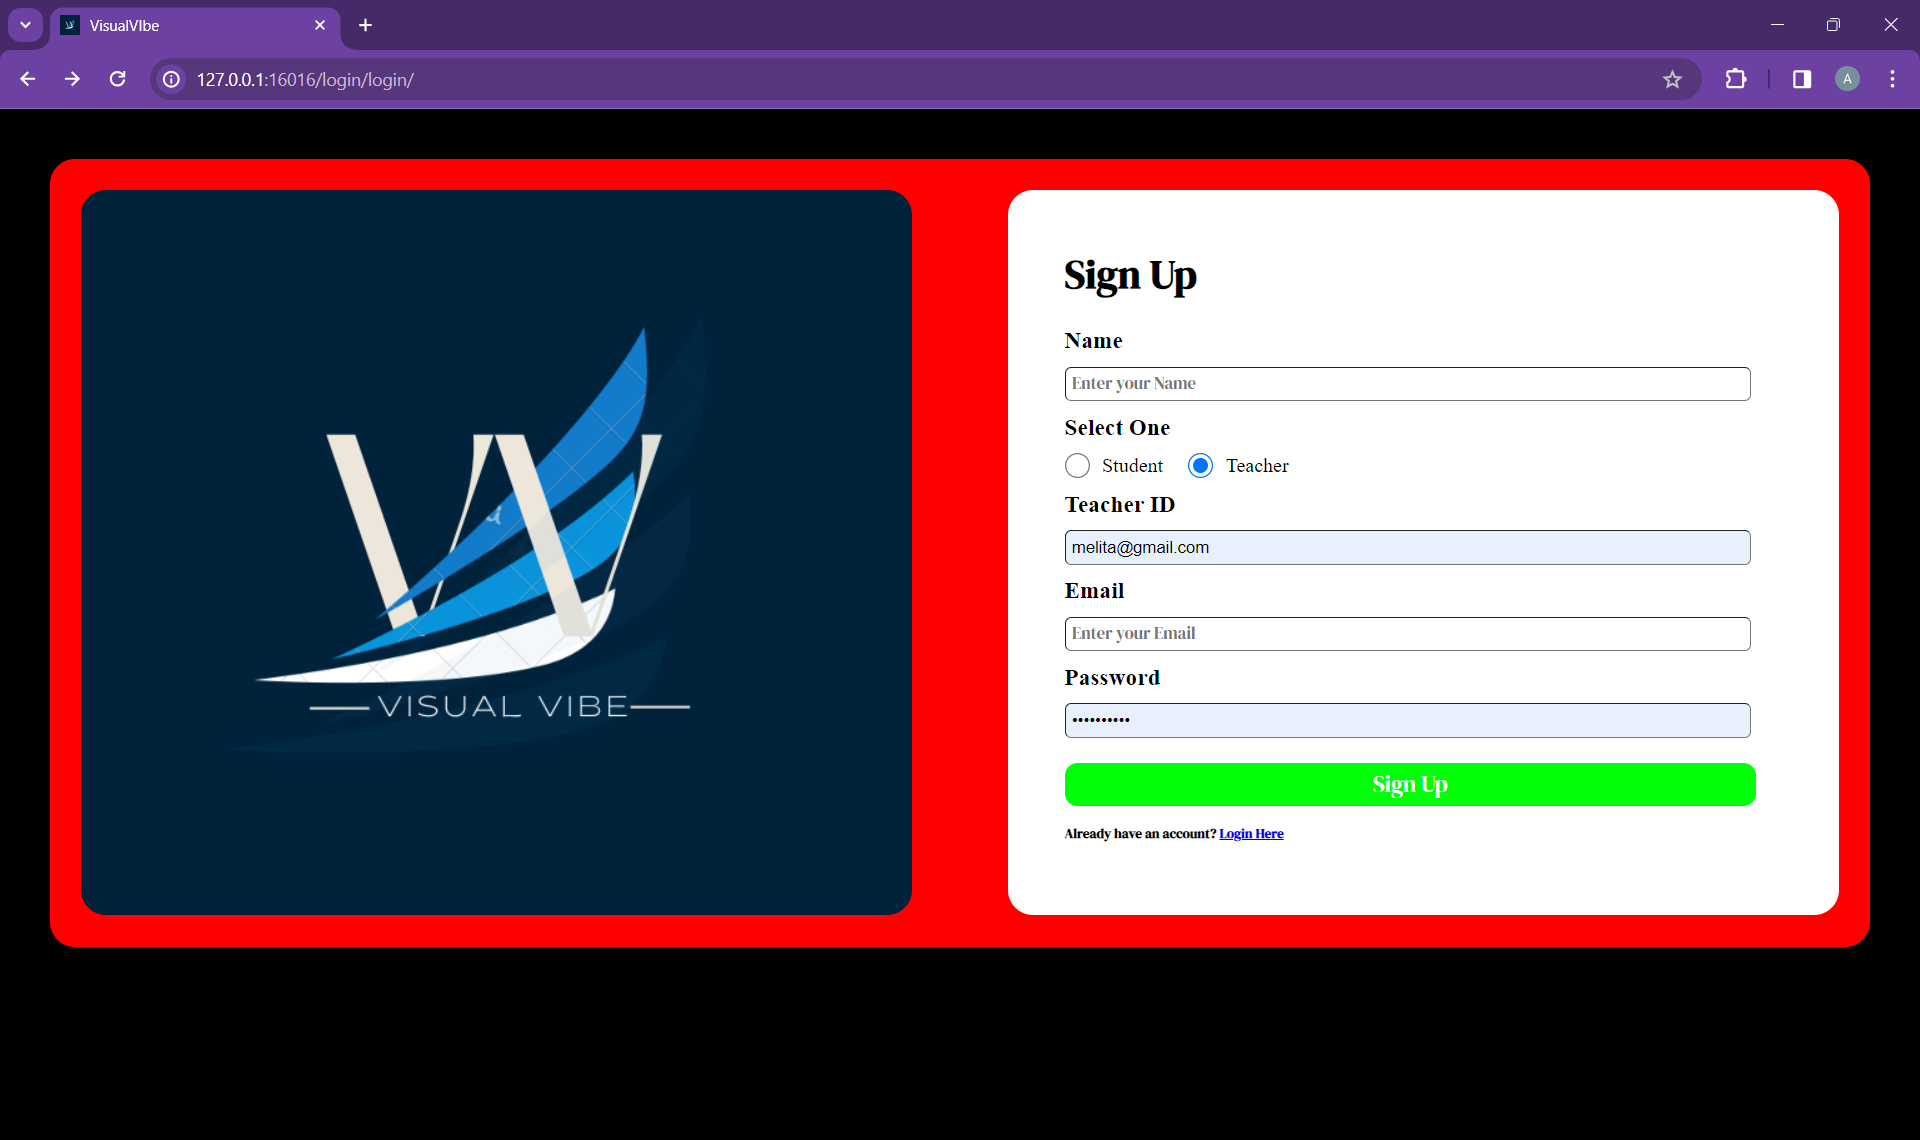 VisualVIbe
127.0.0.1:16016/login/login/
A
VV
VISUAL VIBE
Sign Up
Name
Enter your Name
Select One
Student
Teacher
Teacher ID
melita@gmail.com
Email
Enter your Email
Password
••••••••••
Sign Up
Already have an account? Login Here